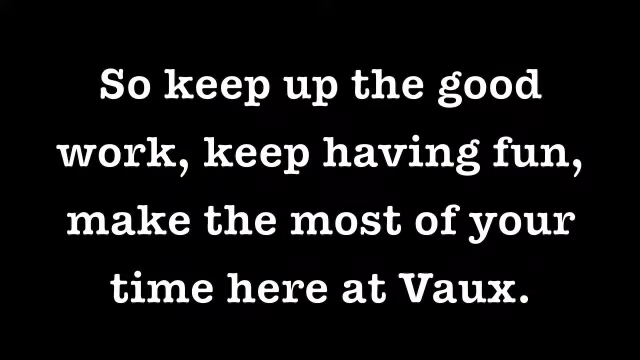 So keep up the good
work, keep having fun,
make the most of your
time here at Vaux.